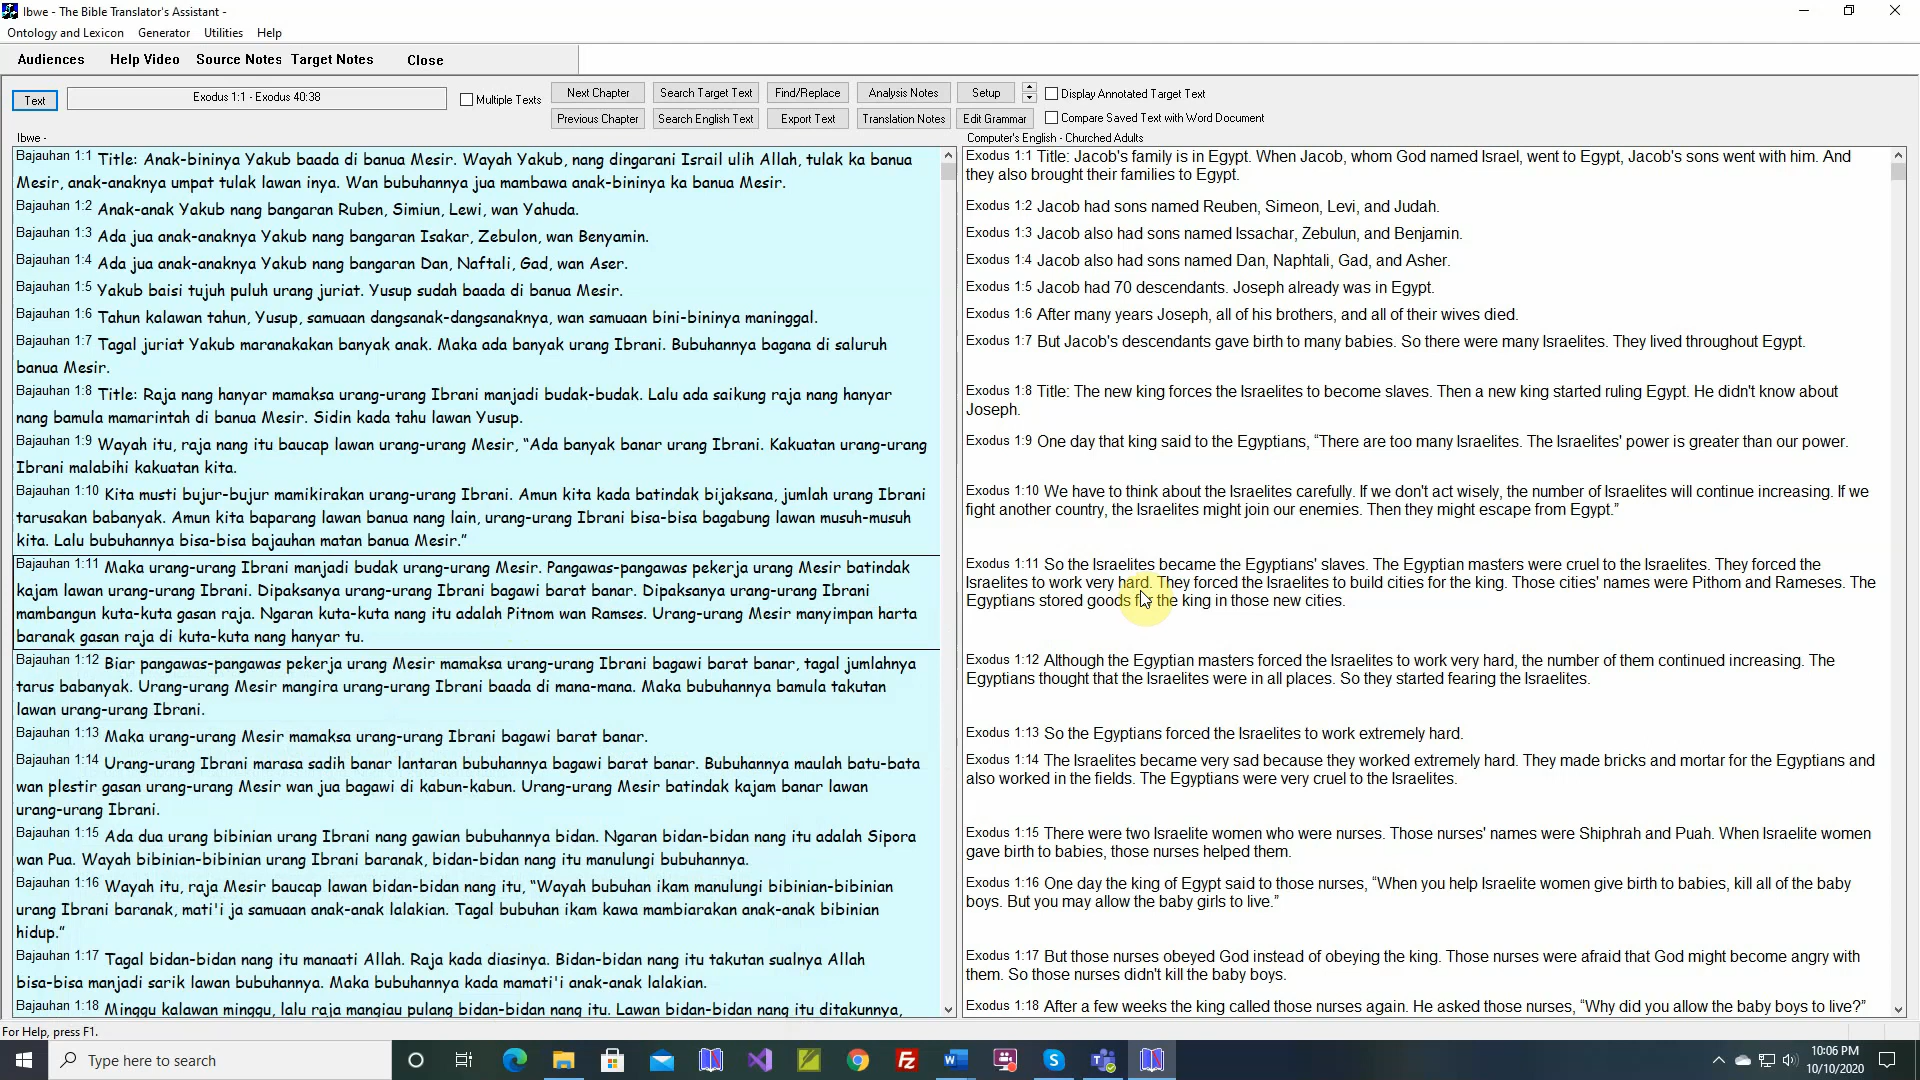 Ibwe - The Bible Translator's Assistant -
Ontology and Lexicon Generator Utilities Help
Audiences Help Video Source Notes Target Notes Close
Text Exodus 1:1 - Exodus 40:38 Multiple Texts Next Chapter Search Target Text Find/Replace Analysis Notes Setup Display Annotated Target Text
Previous Chapter Search English Text Export Text Translation Notes Edit Grammar Compare Saved Text with Word Document
Ibwe -
Bajauhan 1:1 Title: Anak-bininya Yakub baada di banua Mesir. Wayah Yakub, nang dingarani Israil ulih Allah, tulak ka banua
Mesir, anak-anaknya umpat tulak lawan inya. Wan bubuhannya jua mambawa anak-bininya ka banua Mesir.
Bajauhan 1:2 Anak-anak Yakub nang bangaran Ruben, Simiun, Lewi, wan Yahuda.
Bajauhan 1:3 Ada jua anak-anaknya Yakub nang bangaran Isakar, Zebulon, wan Benyamin.
Bajauhan 1:4 Ada jua anak-anaknya Yakub nang bangaran Dan, Naftali, Gad, wan Aser.
Bajauhan 1:5 Yakub baisi tujuh puluh urang juriat. Yusup sudah baada di banua Mesir.
Bajauhan 1:6 Tahun kalawan tahun, Yusup, samuaan dangsanak-dangsanaknya, wan samuaan bini-bininya maninggal.
Bajauhan 1:7 Tagal juriat Yakub maranakakan banyak anak. Maka ada banyak urang Ibrani. Bubuhannya bagana di saluruh
banua Mesir.
Bajauhan 1:8 Title: Raja nang hanyar mamaksa urang-urang Ibrani manjadi budak-budak. Lalu ada saikung raja nang hanyar
nang bamula mamarintah di banua Mesir. Sidin kada tahu lawan Yusup.
Bajauhan 1:9 Wayah itu, raja nang itu baucap lawan urang-urang Mesir, “Ada banyak banar urang Ibrani. Kakuatan urang-urang
Ibrani malabihi kakuatan kita.
Bajauhan 1:10 Kita musti bujur-bujur mamikirakan urang-urang Ibrani. Amun kita kada batindak bijaksana, jumlah urang Ibrani
tarusakan babanyak. Amun kita baparang lawan banua nang lain, urang-urang Ibrani bisa-bisa bagabung lawan musuh-musuh
kita. Lalu bubuhannya bisa-bisa bajauhan matan banua Mesir.”
Bajauhan 1:11 Maka urang-urang Ibrani manjadi budak urang-urang Mesir. Pangawas-pangawas pekerja urang Mesir batindak
kajam lawan urang-urang Ibrani. Dipaksanya urang-urang Ibrani bagawi barat banar. Dipaksanya urang-urang Ibrani
mambangun kuta-kuta gasan raja. Ngaran kuta-kuta nang itu adalah Pitnom wan Ramses. Urang-urang Mesir manyimpan harta
baranak gasan raja di kuta-kuta nang hanyar tu.
Bajauhan 1:12 Biar pangawas-pangawas pekerja urang Mesir mamaksa urang-urang Ibrani bagawi barat banar, tagal jumlahnya
tarus babanyak. Urang-urang Mesir mangira urang-urang Ibrani baada di mana-mana. Maka bubuhannya bamula takutan
lawan urang-urang Ibrani.
Bajauhan 1:13 Maka urang-urang Mesir mamaksa urang-urang Ibrani bagawi barat banar.
Bajauhan 1:14 Urang-urang Ibrani marasa sadih banar lantaran bubuhannya bagawi barat banar. Bubuhannya maulah batu-bata
wan plestir gasan urang-urang Mesir wan jua bagawi di kabun-kabun. Urang-urang Mesir batindak kajam banar lawan
urang-urang Ibrani.
Bajauhan 1:15 Ada dua urang bibinian urang Ibrani nang gawian bubuhannya bidan. Ngaran bidan-bidan nang itu adalah Sipora
wan Pua. Wayah bibinian-bibinian urang Ibrani baranak, bidan-bidan nang itu manulungi bubuhannya.
Bajauhan 1:16 Wayah itu, raja Mesir baucap lawan bidan-bidan nang itu, “Wayah bubuhan ikam manulungi bibinian-bibinian
urang Ibrani baranak, mati'i ja samuaan anak-anak lalakian. Tagal bubuhan ikam kawa mambiarakan anak-anak bibinian
hidup.”
Bajauhan 1:17 Tagal bidan-bidan nang itu manaati Allah. Raja kada diasinya. Bidan-bidan nang itu takutan sualnya Allah
bisa-bisa manjadi sarik lawan bubuhannya. Maka bubuhannya kada mamati'i anak-anak lalakian.
Bajauhan 1:18 Minggu kalawan minggu, lalu raja mangiau pulang bidan-bidan nang itu. Lawan bidan-bidan nang itu ditakunnya,
Computer's English - Churched Adults
Exodus 1:1 Title: Jacob's family is in Egypt. When Jacob, whom God named Israel, went to Egypt, Jacob's sons went with him. And
they also brought their families to Egypt.
Exodus 1:2 Jacob had sons named Reuben, Simeon, Levi, and Judah.
Exodus 1:3 Jacob also had sons named Issachar, Zebulun, and Benjamin.
Exodus 1:4 Jacob also had sons named Dan, Naphtali, Gad, and Asher.
Exodus 1:5 Jacob had 70 descendants. Joseph already was in Egypt.
Exodus 1:6 After many years Joseph, all of his brothers, and all of their wives died.
Exodus 1:7 But Jacob's descendants gave birth to many babies. So there were many Israelites. They lived throughout Egypt.
Exodus 1:8 Title: The new king forces the Israelites to become slaves. Then a new king started ruling Egypt. He didn't know about
Joseph.
Exodus 1:9 One day that king said to the Egyptians, “There are too many Israelites. The Israelites' power is greater than our power.
Exodus 1:10 We have to think about the Israelites carefully. If we don't act wisely, the number of Israelites will continue increasing. If we
fight another country, the Israelites might join our enemies. Then they might escape from Egypt.”
Exodus 1:11 So the Israelites became the Egyptians' slaves. The Egyptian masters were cruel to the Israelites. They forced the
Israelites to work very hard. They forced the Israelites to build cities for the king. Those cities' names were Pithom and Rameses. The
Egyptians stored goods for the king in those new cities.
Exodus 1:12 Although the Egyptian masters forced the Israelites to work very hard, the number of them continued increasing. The
Egyptians thought that the Israelites were in all places. So they started fearing the Israelites.
Exodus 1:13 So the Egyptians forced the Israelites to work extremely hard.
Exodus 1:14 The Israelites became very sad because they worked extremely hard. They made bricks and mortar for the Egyptians and
also worked in the fields. The Egyptians were very cruel to the Israelites.
Exodus 1:15 There were two Israelite women who were nurses. Those nurses' names were Shiphrah and Puah. When Israelite women
gave birth to babies, those nurses helped them.
Exodus 1:16 One day the king of Egypt said to those nurses, “When you help Israelite women give birth to babies, kill all of the baby
boys. But you may allow the baby girls to live.”
Exodus 1:17 But those nurses obeyed God instead of obeying the king. Those nurses were afraid that God might become angry with
them. So those nurses didn't kill the baby boys.
Exodus 1:18 After a few weeks the king called those nurses again. He asked those nurses, “Why did you allow the baby boys to live?”
For Help, press F1.
Type here to search
10:06 PM
10/10/2020